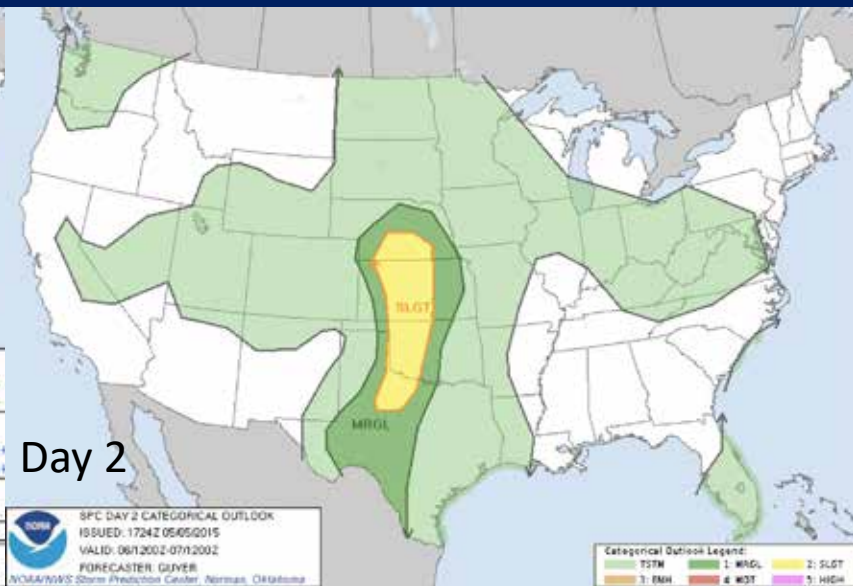 SLGT
MRGL
Day 2
NOAA
SPC DAY 2 CATEGORICAL OUTLOOK
ISSUED: 1724Z 05/05/2015
VALID: 06/1200Z-07/1200Z
FORECASTER: GUYER
NOAA/NWS Storm Prediction Center, Norman, Oklahoma
Categorical Outlook Legend:
TSTM 1: MRGL 2: SLGT
3: ENH 4: MDT 5: HIGH